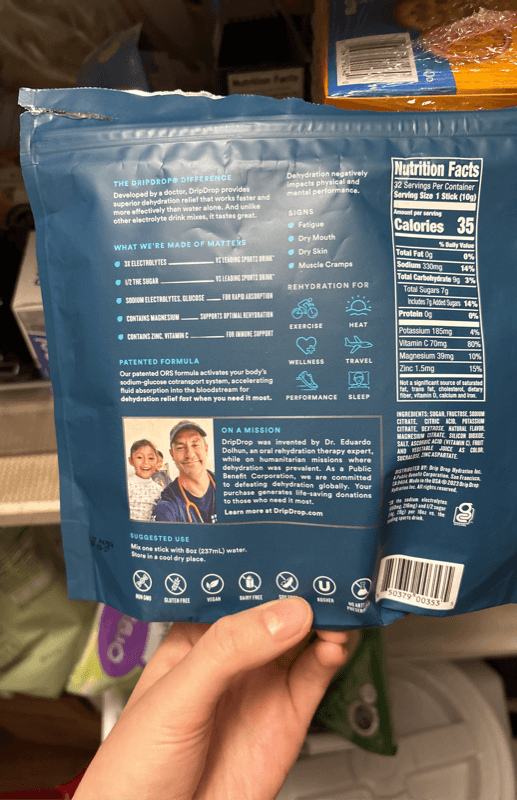 Nutrition Facts
THE DRIPDROP® DIFFERENCE
Developed by a doctor, DripDrop provides
superior dehydration relief that works faster and
more effectively than water alone. And unlike
other electrolyte drink mixes, it tastes great.
WHAT WE'RE MADE OF MATTERS
3X ELECTROLYTES VS LEADING SPORTS DRINK*
1/2 THE SUGAR VS LEADING SPORTS DRINK*
SODIUM ELECTROLYTES, GLUCOSE FOR RAPID ABSORPTION
CONTAINS MAGNESIUM SUPPORTS OPTIMAL REHYDRATION
CONTAINS ZINC, VITAMIN C FOR IMMUNE SUPPORT
PATENTED FORMULA
Our patented ORS formula activates your body's
sodium-glucose cotransport system, accelerating
fluid absorption into the bloodstream for
dehydration relief fast when you need it most.
Dehydration negatively
impacts physical and
mental performance.
SIGNS
Fatigue
Dry Mouth
Dry Skin
Muscle Cramps
REHYDRATION FOR
EXERCISE HEAT
WELLNESS TRAVEL
PERFORMANCE SLEEP
ON A MISSION
DripDrop was invented by Dr. Eduardo
Dolhun, an oral rehydration therapy expert,
while on humanitarian missions where
dehydration was prevalent. As a Public
Benefit Corporation, we are committed
to defeating dehydration globally. Your
purchase generates life-saving donations
to those who need it most.
Learn more at DripDrop.com
SUGGESTED USE
Mix one stick with 8oz (237mL) water.
Store in a cool dry place.
NON GMO
GLUTEN FREE
VEGAN
DAIRY FREE
U
KOSHER
Nutrition Facts
32 Servings Per Container
Serving Size 1 Stick (10g)
Amount per serving
Calories 35
% Daily Value
Total Fat 0g 0%
Sodium 330mg 14%
Total Carbohydrate 9g 3%
Total Sugars 7g
Includes 7g Added Sugars 14%
Protein 0g 0%
Potassium 185mg 4%
Vitamin C 70mg 80%
Magnesium 39mg 10%
Zinc 1.5mg 15%
Not a significant source of saturated
fat, trans fat, cholesterol, dietary
fiber, vitamin D, calcium and iron.
INGREDIENTS: SUGAR, FRUCTOSE, SODIUM
CITRATE, CITRIC ACID, POTASSIUM
CITRATE, DEXTROSE, NATURAL FLAVOR,
MAGNESIUM CITRATE, SILICON DIOXIDE,
SALT, ASCORBIC ACID (VITAMIN C), FRUIT
AND VEGETABLE JUICE AS COLOR,
SUCRALOSE, ZINC ASPARTATE.
DISTRIBUTED BY: Drip Drop Hydration Inc.
A Public Benefit Corporation. San Francisco,
CA 94104. Made in the USA © 2023 Drip Drop
Hydration Inc. All rights reserved.
50379 00353